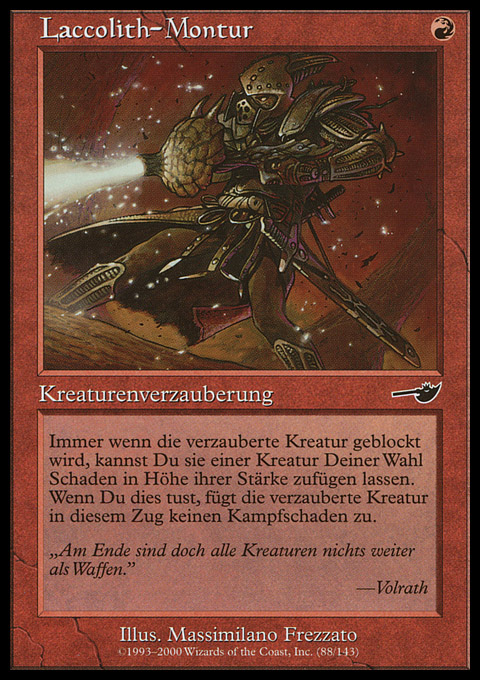 Laccolith-Montur
Kreaturenverzauberung
Immer wenn die verzauberte Kreatur geblockt
wird, kannst Du sie einer Kreatur Deiner Wahl
Schaden in Höhe ihrer Stärke zufügen lassen.
Wenn Du dies tust, fügt die verzauberte Kreatur
in diesem Zug keinen Kampfschaden zu.
„Am Ende sind doch alle Kreaturen nichts weiter
als Waffen.”
—Volrath
Illus. Massimilano Frezzato
©1993–2000 Wizards of the Coast, Inc. (88/143)